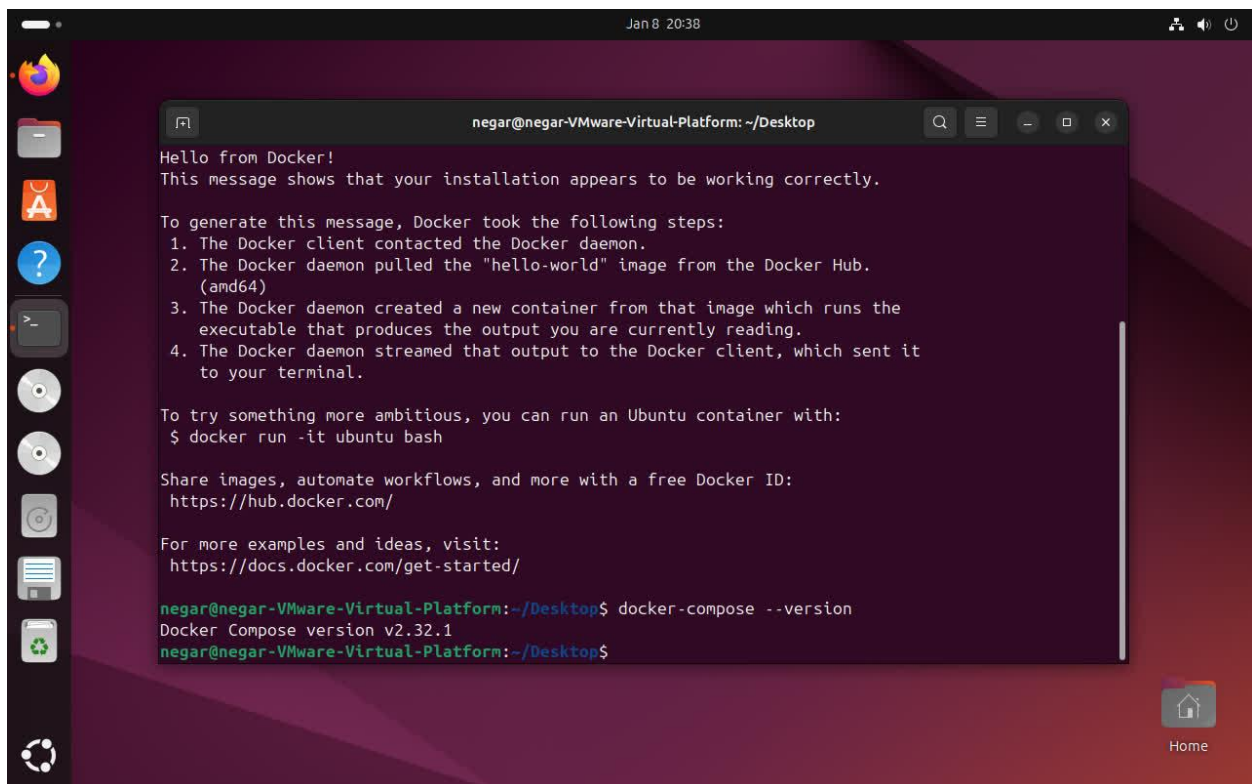 Jan 8 20:38
negar@negar-VMware-Virtual-Platform: ~/Desktop
Hello from Docker!
This message shows that your installation appears to be working correctly.
To generate this message, Docker took the following steps:
1. The Docker client contacted the Docker daemon.
2. The Docker daemon pulled the "hello-world" image from the Docker Hub.
(amd64)
3. The Docker daemon created a new container from that image which runs the
executable that produces the output you are currently reading.
4. The Docker daemon streamed that output to the Docker client, which sent it
to your terminal.
To try something more ambitious, you can run an Ubuntu container with:
$ docker run -it ubuntu bash
Share images, automate workflows, and more with a free Docker ID:
https://hub.docker.com/
For more examples and ideas, visit:
https://docs.docker.com/get-started/
negar@negar-VMware-Virtual-Platform:~/Desktop$ docker-compose --version
Docker Compose version v2.32.1
negar@negar-VMware-Virtual-Platform:~/Desktop$
Home